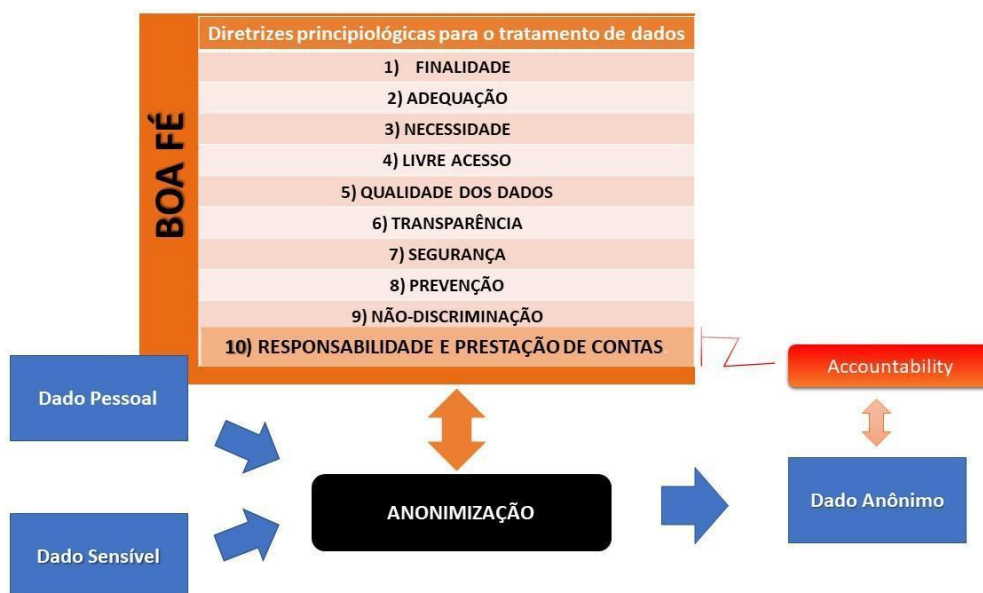 BOA FÉ
Diretrizes principiológicas para o tratamento de dados
1) FINALIDADE
2) ADEQUAÇÃO
3) NECESSIDADE
4) LIVRE ACESSO
5) QUALIDADE DOS DADOS
6) TRANSPARÊNCIA
7) SEGURANÇA
8) PREVENÇÃO
9) NÃO-DISCRIMINAÇÃO
10) RESPONSABILIDADE E PRESTAÇÃO DE CONTAS
Accountability
Dado Pessoal
Dado Sensível
ANONIMIZAÇÃO
Dado Anônimo